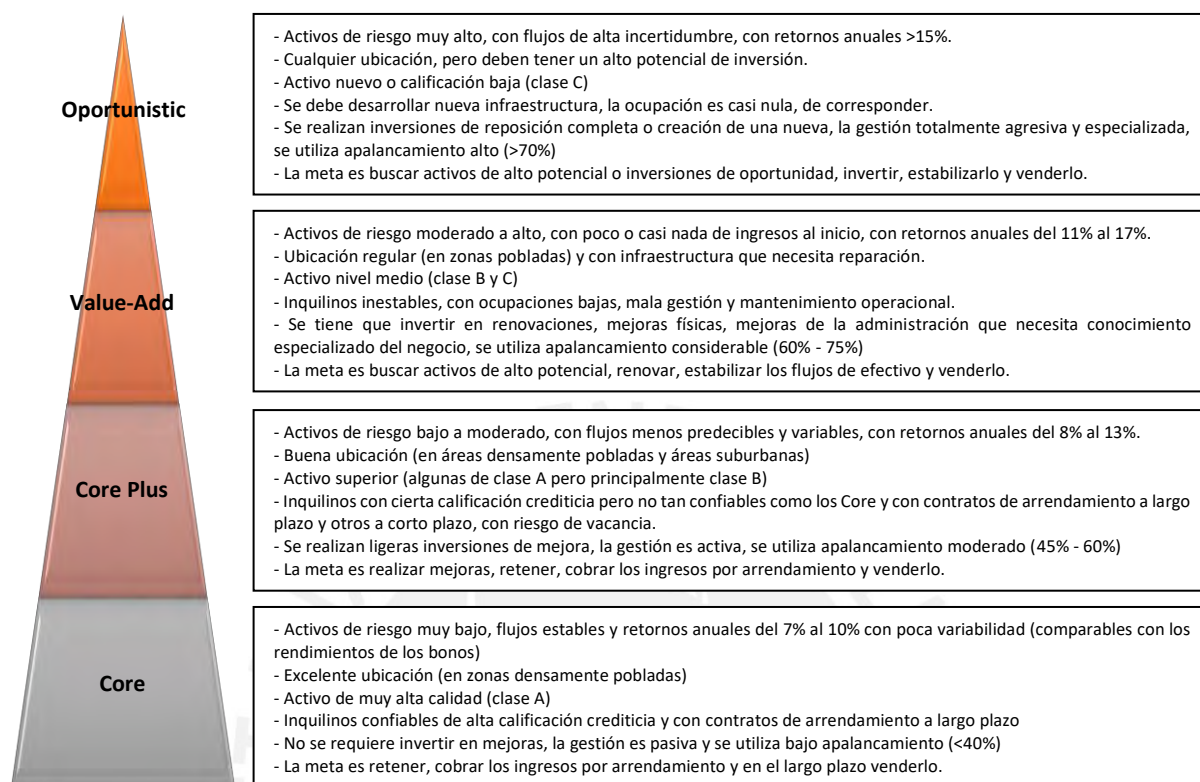 Oportunistic
- Activos de riesgo muy alto, con flujos de alta incertidumbre, con retornos anuales >15%.
- Cualquier ubicación, pero deben tener un alto potencial de inversión.
- Activo nuevo o calificación baja (clase C)
- Se debe desarrollar nueva infraestructura, la ocupación es casi nula, de corresponder.
- Se realizan inversiones de reposición completa o creación de una nueva, la gestión totalmente agresiva y especializada,
se utiliza apalancamiento alto (>70%)
- La meta es buscar activos de alto potencial o inversiones de oportunidad, invertir, estabilizarlo y venderlo.
Value-Add
- Activos de riesgo moderado a alto, con poco o casi nada de ingresos al inicio, con retornos anuales del 11% al 17%.
- Ubicación regular (en zonas pobladas) y con infraestructura que necesita reparación.
- Activo nivel medio (clase B y C)
- Inquilinos inestables, con ocupaciones bajas, mala gestión y mantenimiento operacional.
- Se tiene que invertir en renovaciones, mejoras físicas, mejoras de la administración que necesita conocimiento
especializado del negocio, se utiliza apalancamiento considerable (60% - 75%)
- La meta es buscar activos de alto potencial, renovar, estabilizar los flujos de efectivo y venderlo.
Core Plus
- Activos de riesgo bajo a moderado, con flujos menos predecibles y variables, con retornos anuales del 8% al 13%.
- Buena ubicación (en áreas densamente pobladas y áreas suburbanas)
- Activo superior (algunas de clase A pero principalmente clase B)
- Inquilinos con cierta calificación crediticia pero no tan confiables como los Core y con contratos de arrendamiento a largo
plazo y otros a corto plazo, con riesgo de vacancia.
- Se realizan ligeras inversiones de mejora, la gestión es activa, se utiliza apalancamiento moderado (45% - 60%)
- La meta es realizar mejoras, retener, cobrar los ingresos por arrendamiento y venderlo.
Core
- Activos de riesgo muy bajo, flujos estables y retornos anuales del 7% al 10% con poca variabilidad (comparables con los
rendimientos de los bonos)
- Excelente ubicación (en zonas densamente pobladas)
- Activo de muy alta calidad (clase A)
- Inquilinos confiables de alta calificación crediticia y con contratos de arrendamiento a largo plazo
- No se requiere invertir en mejoras, la gestión es pasiva y se utiliza bajo apalancamiento (<40%)
- La meta es retener, cobrar los ingresos por arrendamiento y en el largo plazo venderlo.